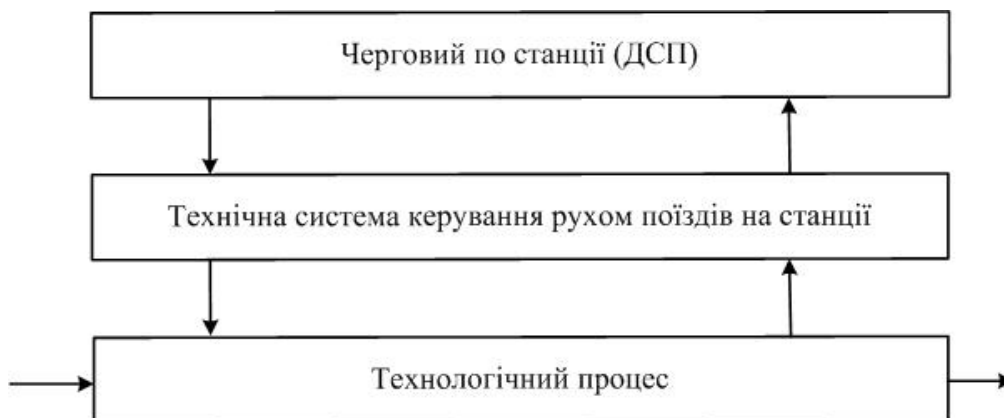 Черговий по станції (ДСП)
Технічна система керування рухом поїздів на станції
Технологічний процес